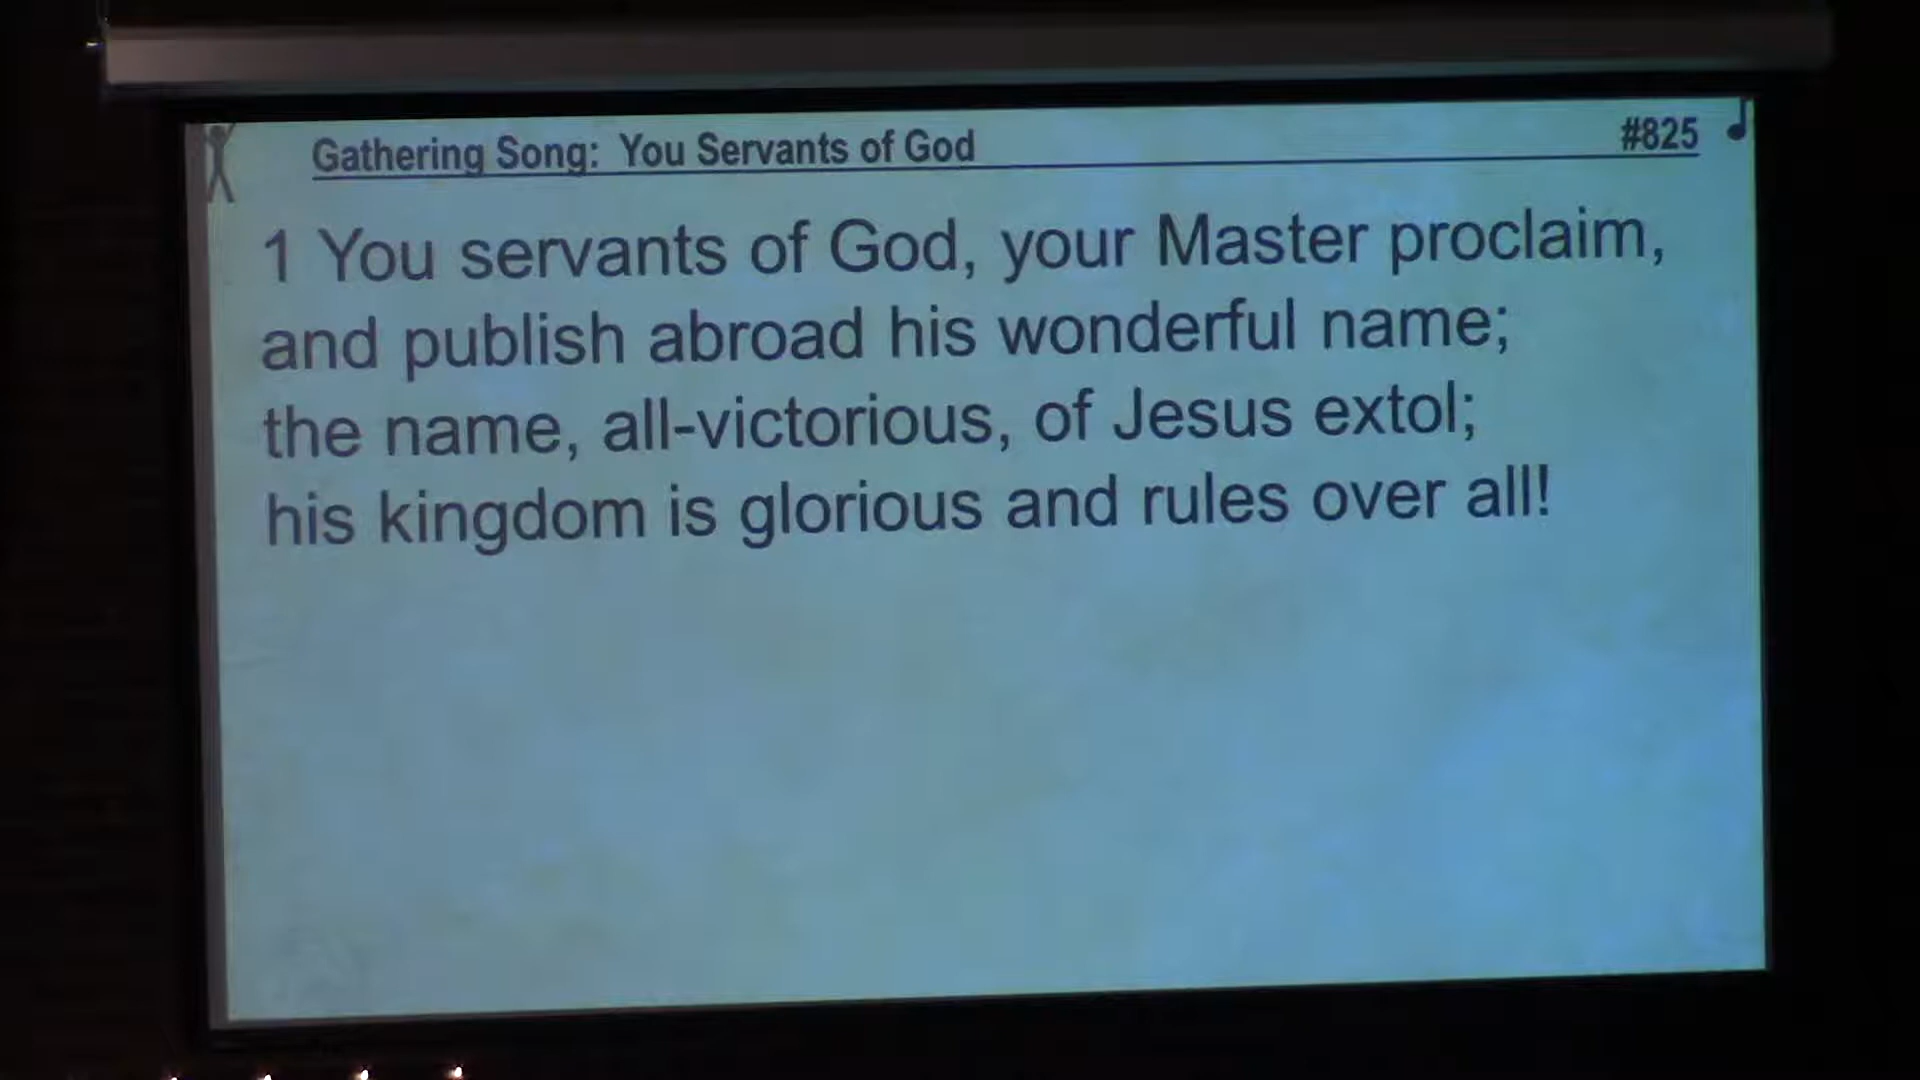 Gathering Song: You Servants of God #825
1 You servants of God, your Master proclaim,
and publish abroad his wonderful name;
the name, all-victorious, of Jesus extol;
his kingdom is glorious and rules over all!